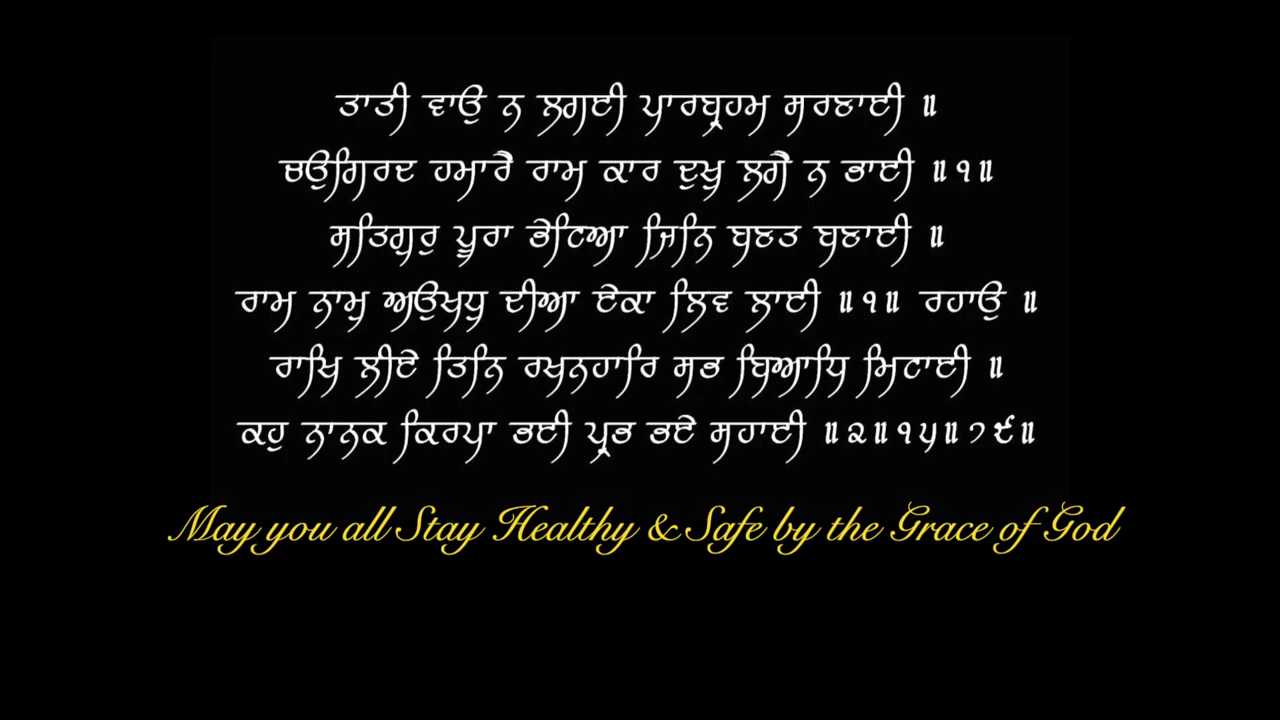 ਤਾਤੀ ਵਾਉ ਨ ਲਗਈ ਪਾਰਬ੍ਰਹਮ ਸਰਣਾਈ ॥
ਚਉਗਿਰਦ ਹਮਾਰੈ ਰਾਮ ਕਾਰ ਦੁਖੁ ਲਗੈ ਨ ਭਾਈ ॥੧॥
ਸਤਿਗੁਰੁ ਪੂਰਾ ਭੇਟਿਆ ਜਿਨਿ ਬਣਤ ਬਣਾਈ ॥
ਰਾਮ ਨਾਮੁ ਅਉਖਧੁ ਦੀਆ ਏਕਾ ਲਿਵ ਲਾਈ ॥੧॥ ਰਹਾਉ ॥
ਰਾਖਿ ਲੀਏ ਤਿਨਿ ਰਖਨਹਾਰਿ ਸਭ ਬਿਆਧਿ ਮਿਟਾਈ ॥
ਕਹੁ ਨਾਨਕ ਕਿਰਪਾ ਭਈ ਪ੍ਰਭ ਭਏ ਸਹਾਈ ॥੨॥੧੫॥੭੯॥
May you all Stay Healthy & Safe by the Grace of God